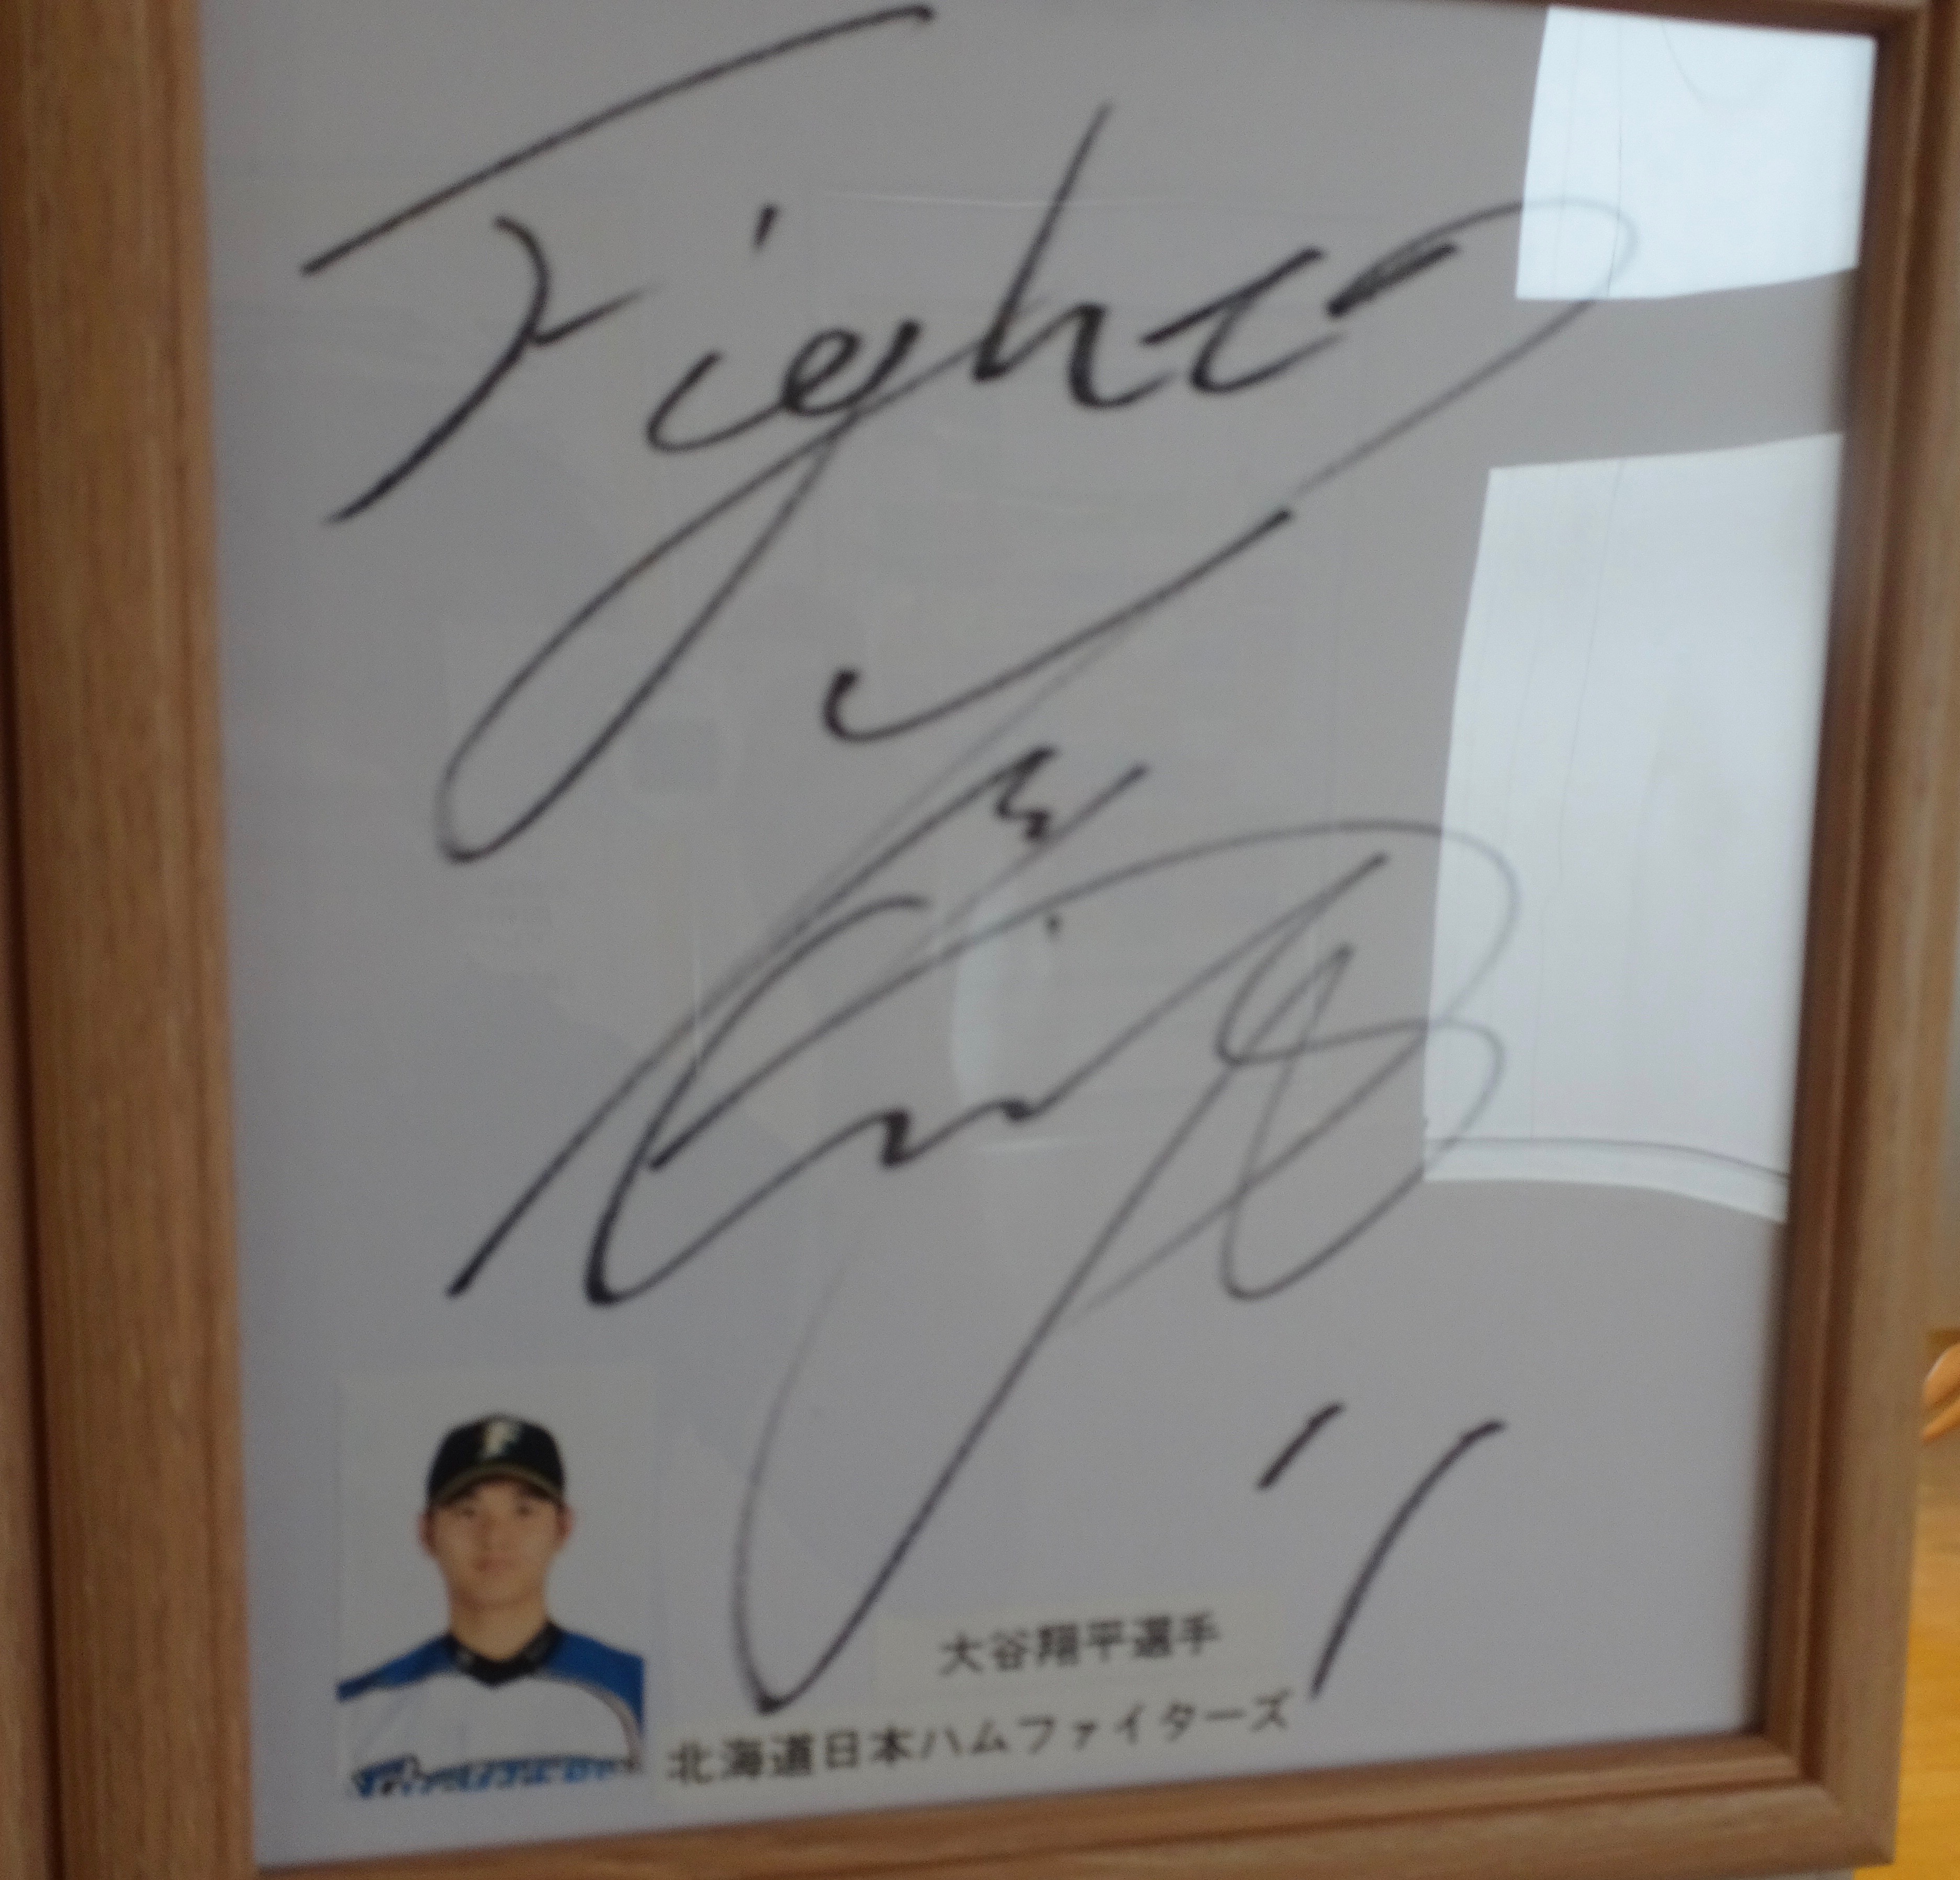 Fighters
11
F
大谷翔平選手
北海道日本ハムファイターズ